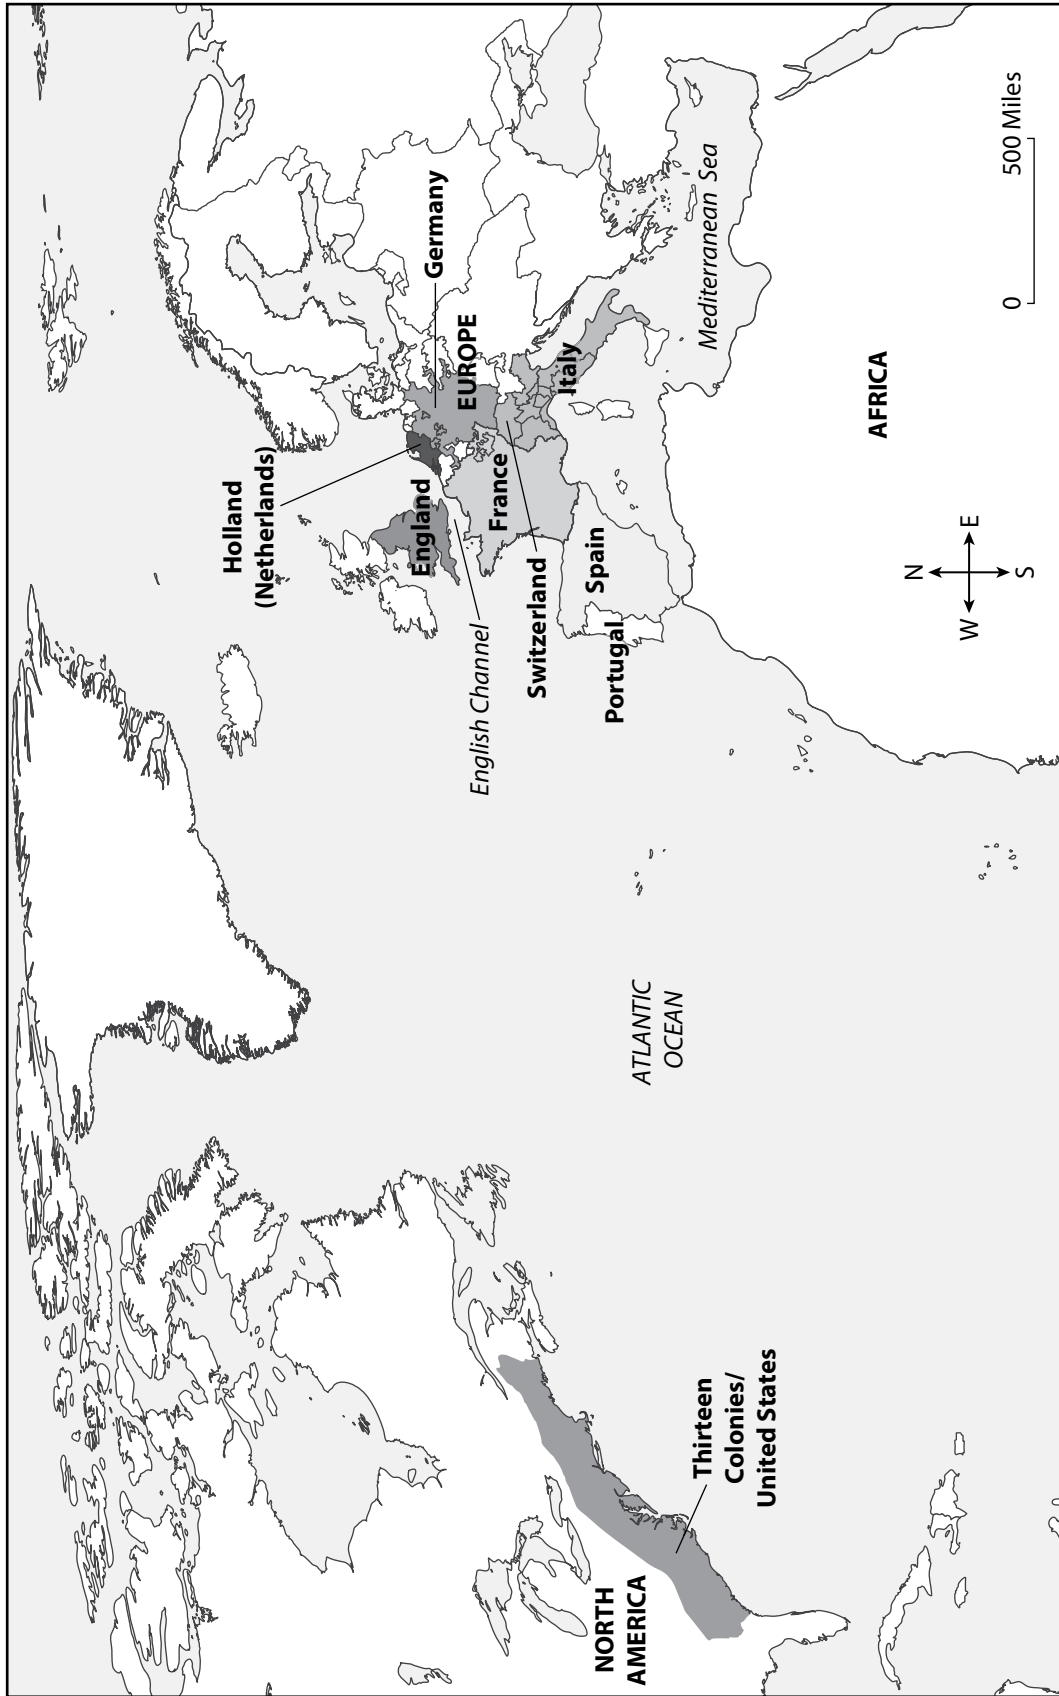 NORTH
AMERICA
Thirteen
Colonies/
United States
ATLANTIC
OCEAN
English Channel
Holland
(Netherlands)
England
Germany
EUROPE
France
Switzerland
Italy
Spain
Portugal
Mediterranean Sea
AFRICA
N
W
E
S
0
500 Miles